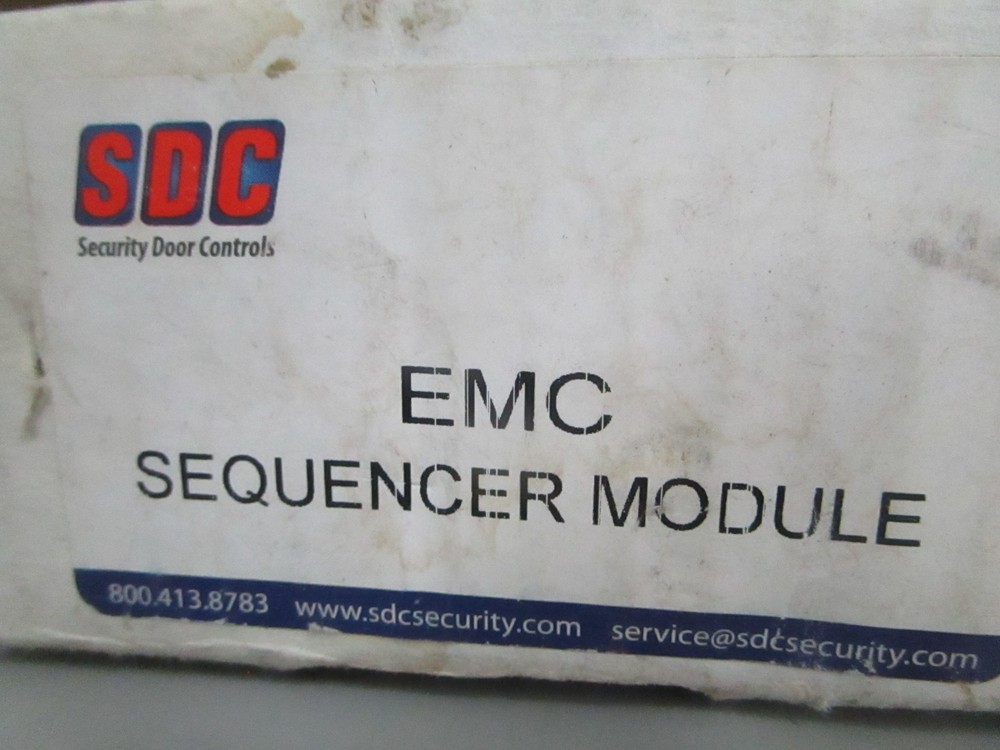 SDC
Security Door Controls
EMC
SEQUENCER MODULE
800.413.8783 www.sdcsecurity.com service@sdcsecurity.com